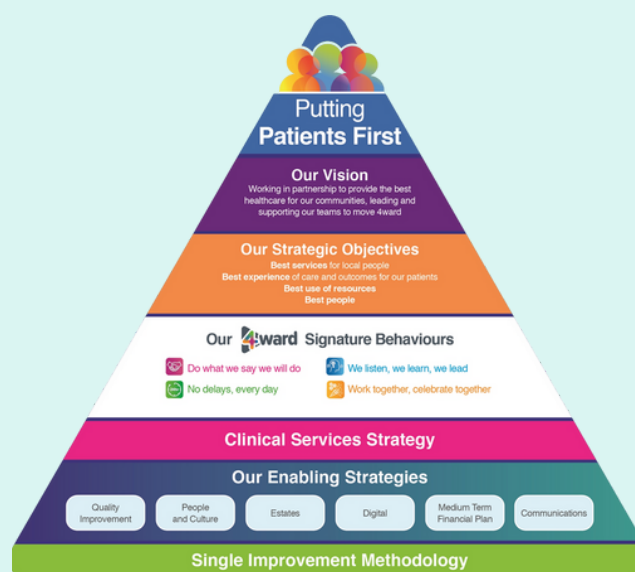 Putting
Patients First
Our Vision
Working in partnership to provide the best
healthcare for our communities, leading and
supporting our teams to move 4ward
Our Strategic Objectives
Best services for local people
Best experience of care and outcomes for our patients
Best use of resources
Best people
Our 4ward Signature Behaviours
Do what we say we will do
We listen, we learn, we lead
No delays, every day
Work together, celebrate together
Clinical Services Strategy
Our Enabling Strategies
Quality
Improvement
People
and Culture
Estates
Digital
Medium Term
Financial Plan
Communications
Single Improvement Methodology